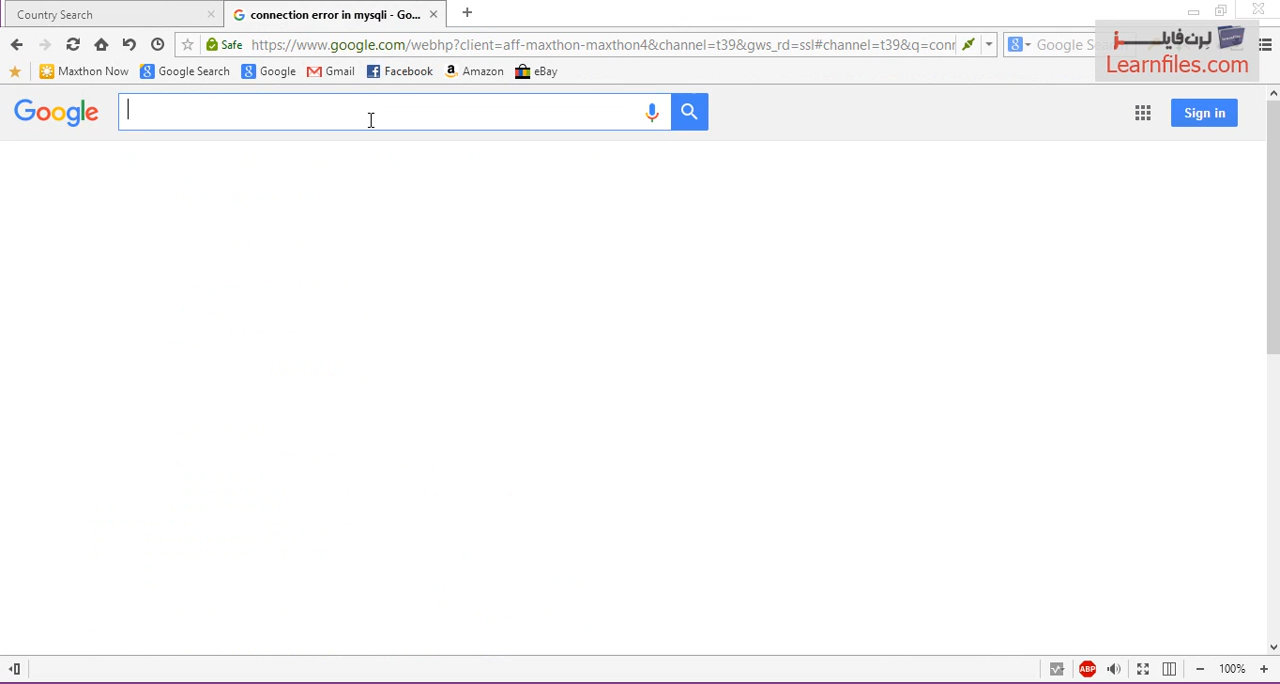 Country Search
connection error in mysqli - Go...
Safe https://www.google.com/webhp?client=aff-maxthon-maxthon4&channel=t39&gws_rd=ssl#channel=t39&q=conn
Google Se
لرن‌فایلز
Learnfiles.com
Maxthon Now Google Search Google Gmail Facebook Amazon eBay
Google
Sign in
ABP
100%